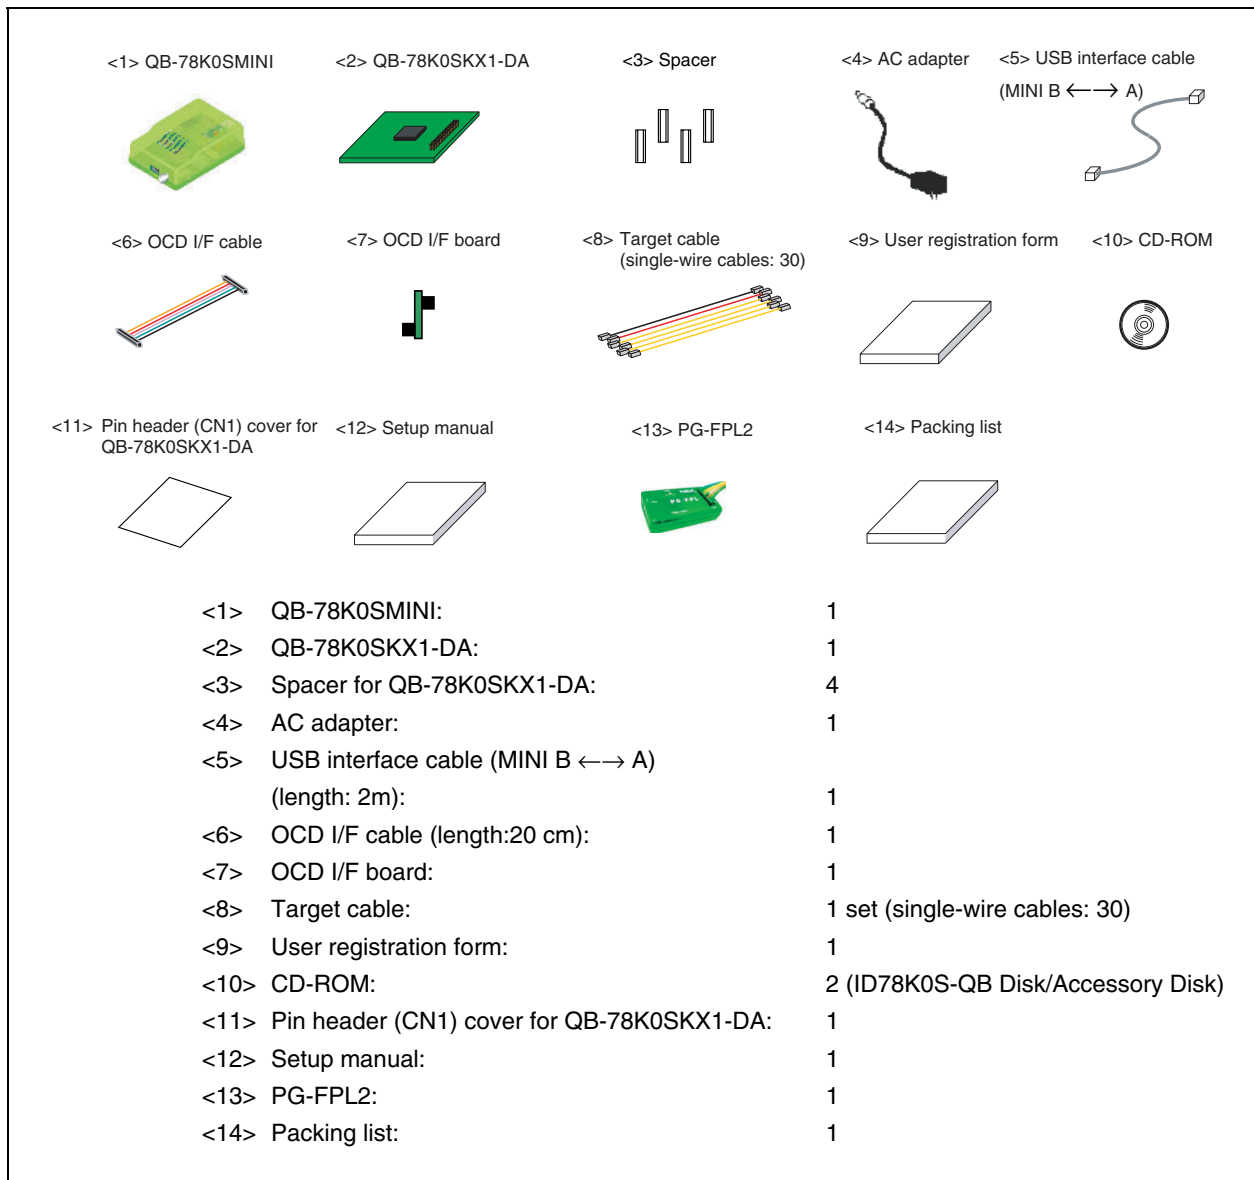 <1> QB-78K0SMINI
<2> QB-78K0SKX1-DA
<3> Spacer
<4> AC adapter
<5> USB interface cable
(MINI B ←→ A)
<6> OCD I/F cable
<7> OCD I/F board
<8> Target cable
(single-wire cables: 30)
<9> User registration form
<10> CD-ROM
<11> Pin header (CN1) cover for
QB-78K0SKX1-DA
<12> Setup manual
<13> PG-FPL2
PG-FPL
<14> Packing list
<1> QB-78K0SMINI: 1
<2> QB-78K0SKX1-DA: 1
<3> Spacer for QB-78K0SKX1-DA: 4
<4> AC adapter: 1
<5> USB interface cable (MINI B ←→ A)
(length: 2m): 1
<6> OCD I/F cable (length:20 cm): 1
<7> OCD I/F board: 1
<8> Target cable: 1 set (single-wire cables: 30)
<9> User registration form: 1
<10> CD-ROM: 2 (ID78K0S-QB Disk/Accessory Disk)
<11> Pin header (CN1) cover for QB-78K0SKX1-DA: 1
<12> Setup manual: 1
<13> PG-FPL2: 1
<14> Packing list: 1